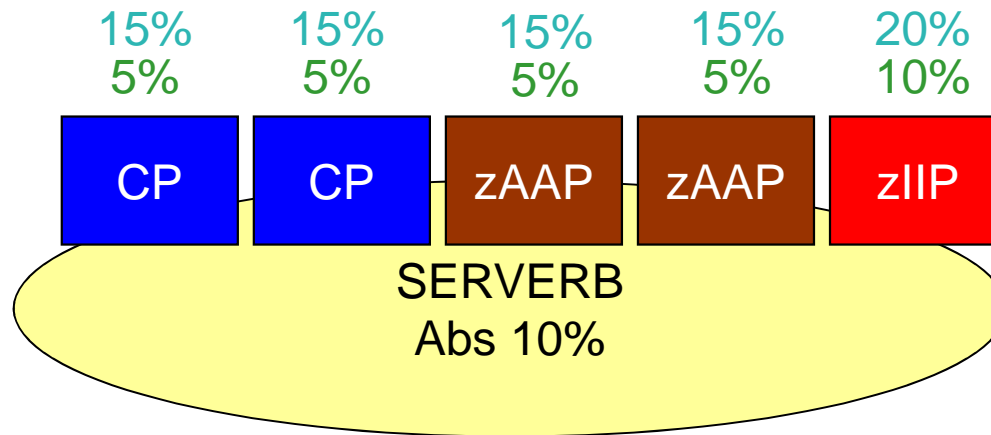 15% 15% 15% 15% 20%
5% 5% 5% 5% 10%
CP CP zAAP zAAP zIIP
SERVERB
Abs 10%